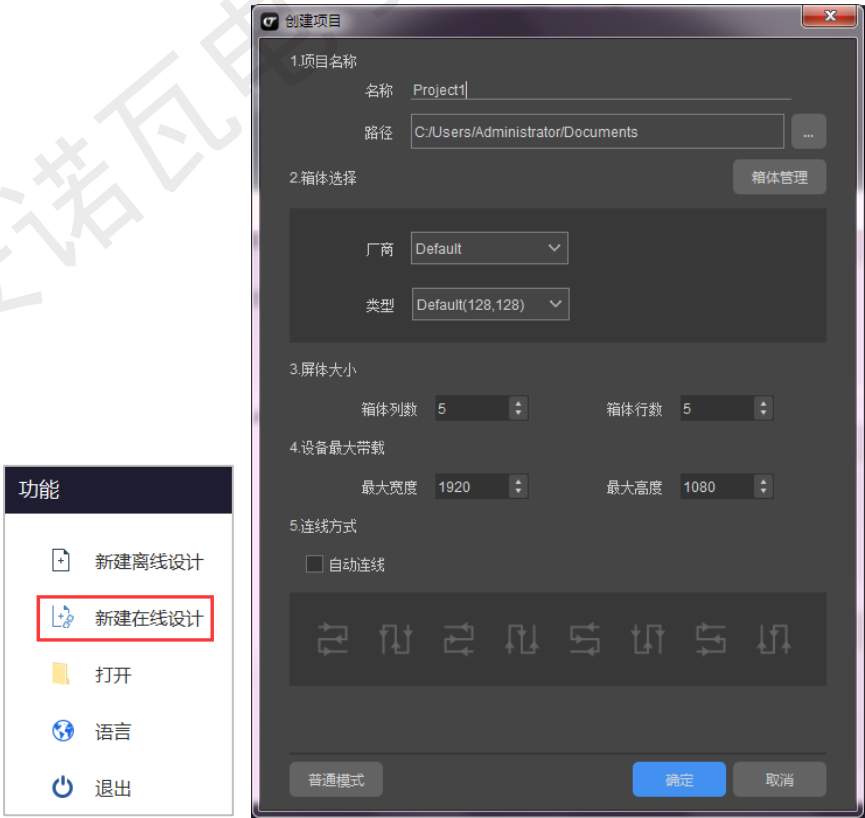 功能
新建离线设计
新建在线设计
打开
语言
退出
创建项目
1.项目名称
名称 Project1
路径 C:/Users/Administrator/Documents ...
2.箱体选择 箱体管理
厂商 Default
类型 Default(128,128)
3.屏体大小
箱体列数 5 箱体行数 5
4.设备最大带载
最大宽度 1920 最大高度 1080
5.连线方式
自动连线
普通模式 确定 取消
诺瓦电